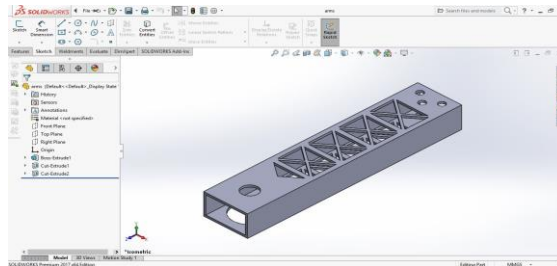 SOLIDWORKS
File
arms
Search files and models
Sketch
Smart Dimension
Convert Entities
Rapid Sketch
Features
Sketch
Weldments
Evaluate
DimXpert
SOLIDWORKS Add-Ins
arms (Default<<Default>_Display State
History
Sensors
Annotations
Material <not specified>
Front Plane
Top Plane
Right Plane
Origin
Boss-Extrude1
Cut-Extrude1
Cut-Extrude2
*Isometric
Model
3D Views
Motion Study 1
SOLIDWORKS Premium 2017 x64 Edition
Editing Part
MMGS